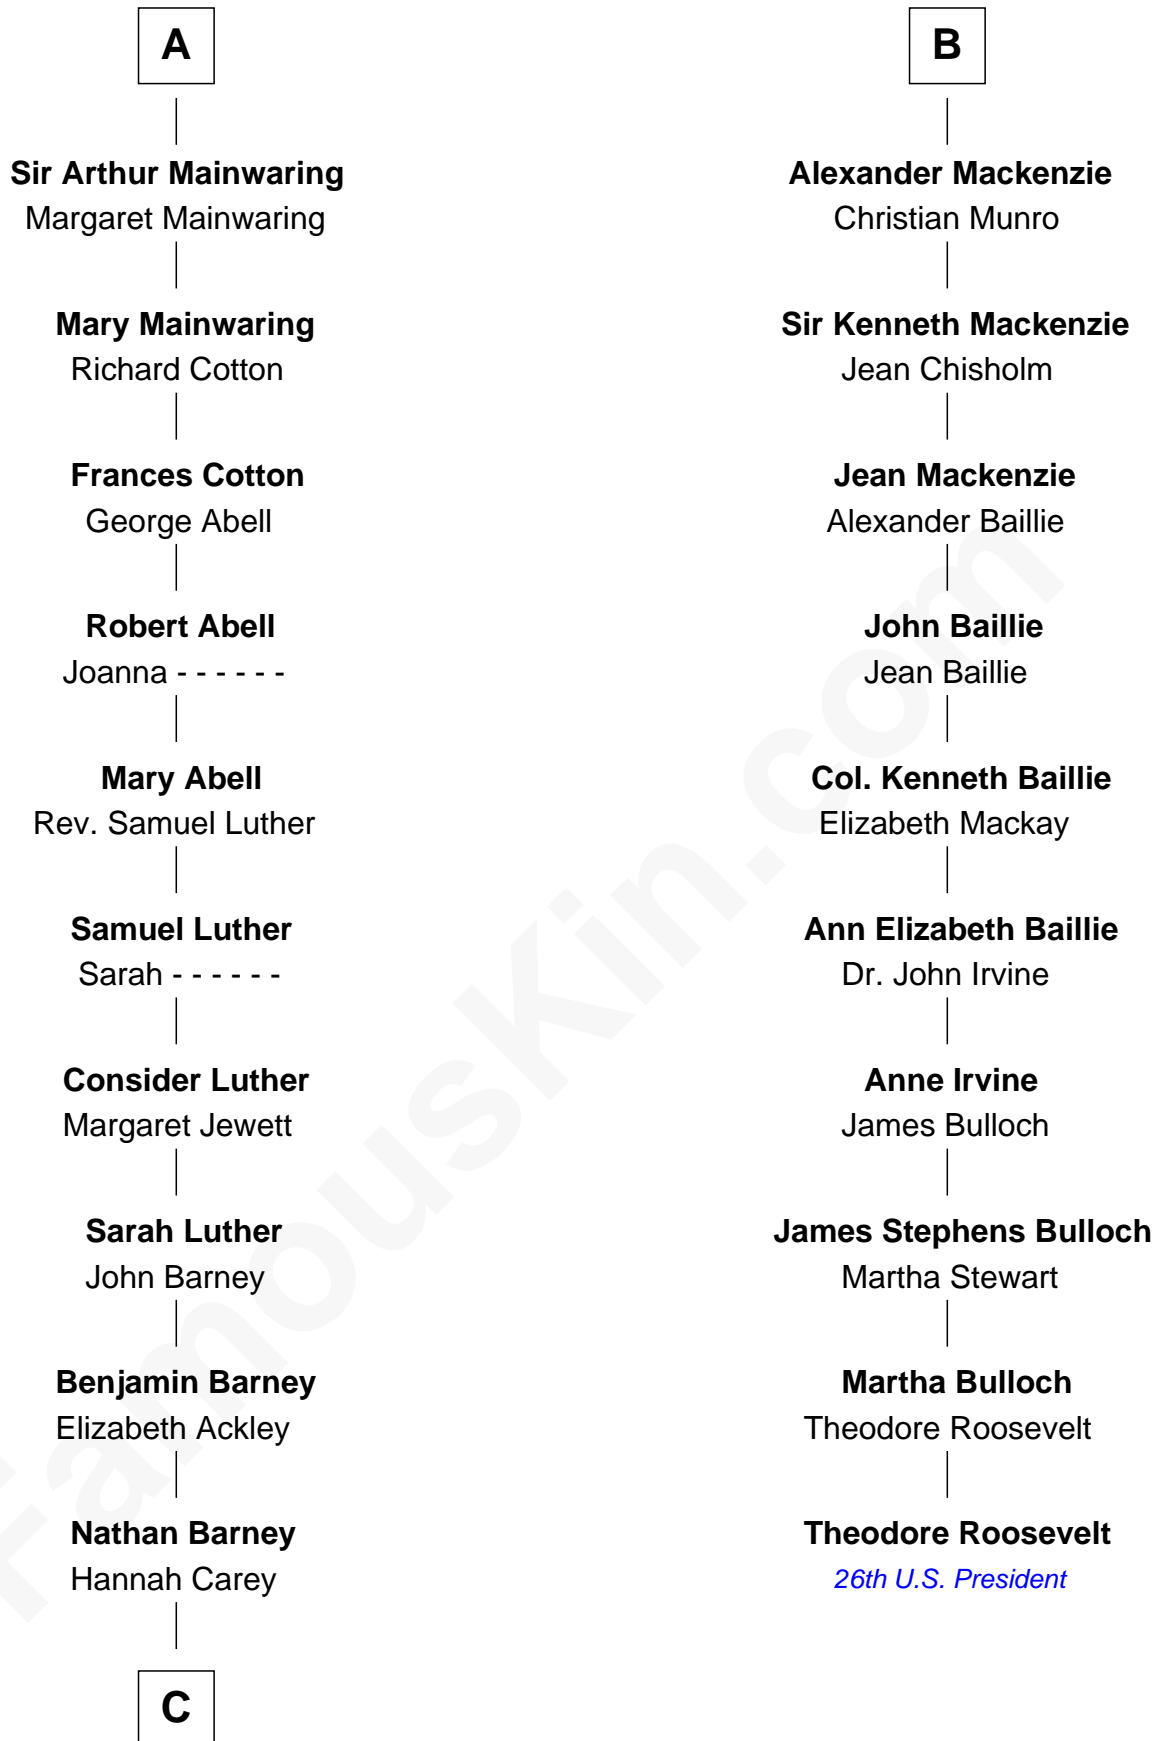 A
Sir Arthur Mainwaring
Margaret Mainwaring
Mary Mainwaring
Richard Cotton
Frances Cotton
George Abell
Robert Abell
Joanna - - - - - -
Mary Abell
Rev. Samuel Luther
Samuel Luther
Sarah - - - - - -
Consider Luther
Margaret Jewett
Sarah Luther
John Barney
Benjamin Barney
Elizabeth Ackley
Nathan Barney
Hannah Carey
C
B
Alexander Mackenzie
Christian Munro
Sir Kenneth Mackenzie
Jean Chisholm
Jean Mackenzie
Alexander Baillie
John Baillie
Jean Baillie
Col. Kenneth Baillie
Elizabeth Mackay
Ann Elizabeth Baillie
Dr. John Irvine
Anne Irvine
James Bulloch
James Stephens Bulloch
Martha Stewart
Martha Bulloch
Theodore Roosevelt
Theodore Roosevelt
26th U.S. President
FamousKin.com